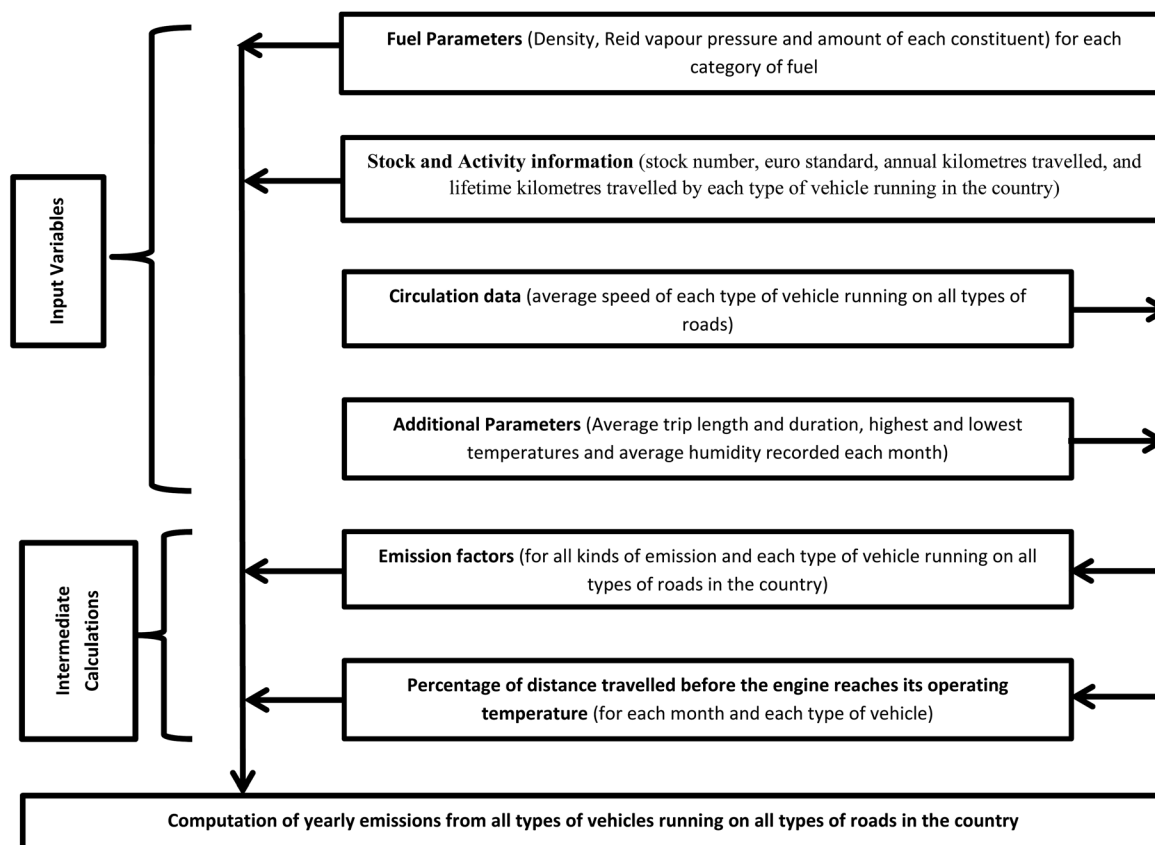 Fuel Parameters (Density, Reid vapour pressure and amount of each constituent) for each
category of fuel
Stock and Activity information (stock number, euro standard, annual kilometres travelled, and
lifetime kilometres travelled by each type of vehicle running in the country)
Input Variables
Circulation data (average speed of each type of vehicle running on all types of
roads)
Additional Parameters (Average trip length and duration, highest and lowest
temperatures and average humidity recorded each month)
Intermediate
Calculations
Emission factors (for all kinds of emission and each type of vehicle running on all
types of roads in the country)
Percentage of distance travelled before the engine reaches its operating
temperature (for each month and each type of vehicle)
Computation of yearly emissions from all types of vehicles running on all types of roads in the country